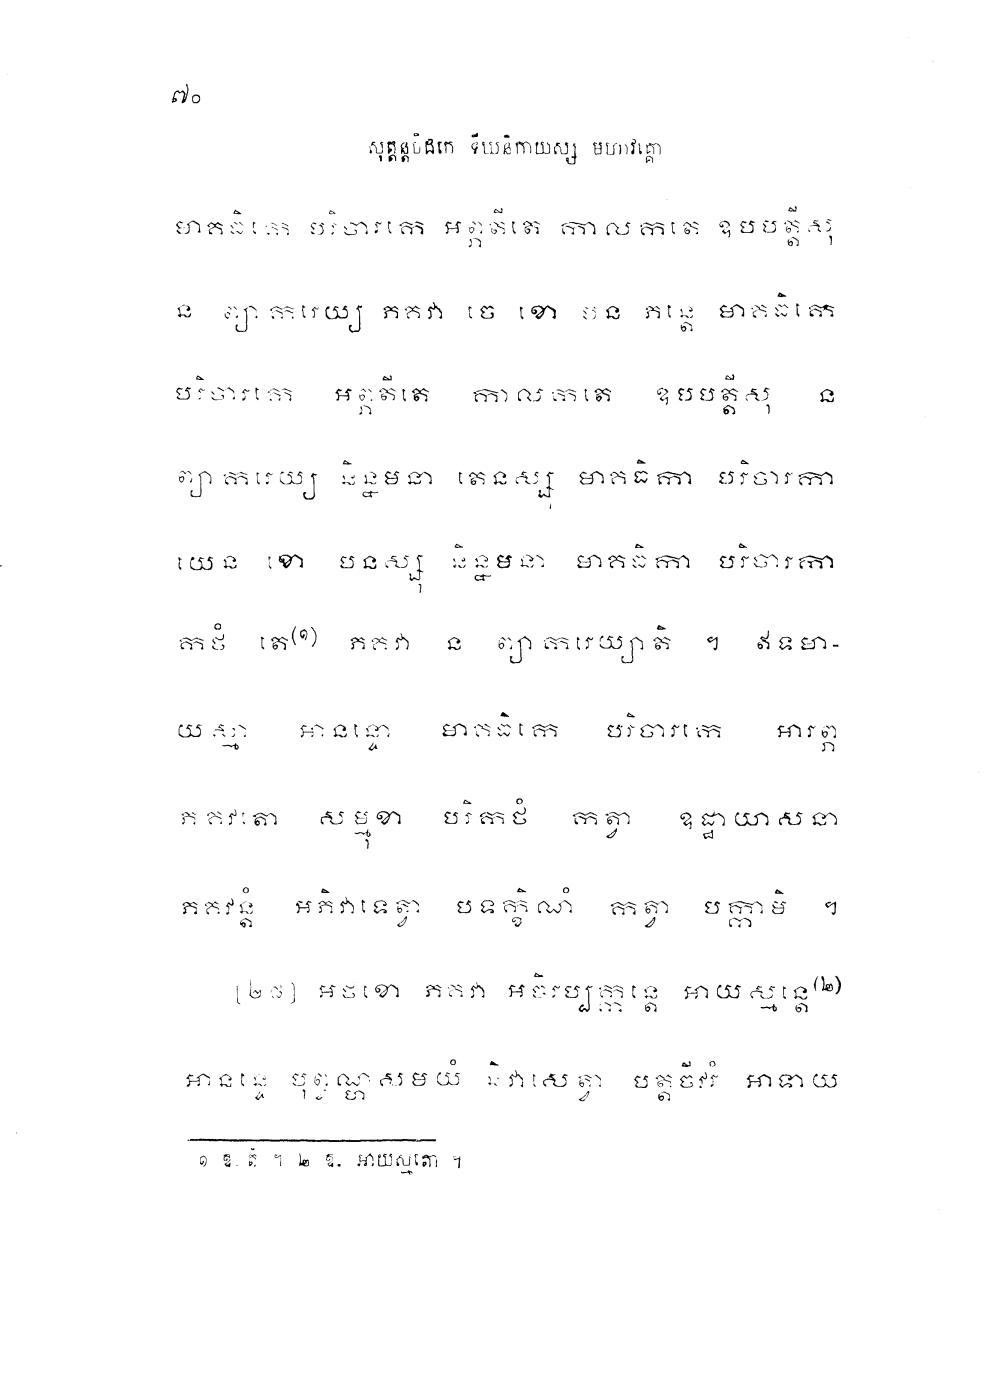 ៧០
សុត្តន្តបិដកេ ទីឃនិកាយស្ស មហាវគ្គោ
មាគធិកេ បរិចារកេ អព្ភតីតេ កាលកតេ ឧបបត្តីសុ
ន ព្យាករេយ្យ ភគវា ចេ ខោ បន ភន្តេ មាគធិកេ
បរិចារកេ អព្ភតីតេ កាលកតេ ឧបបត្តីសុ ន
ព្យាករេយ្យ និន្នមនា តេនស្សុ មាគធិកា បរិចារកា
យេន ខោ បនស្សុ និន្នមនា មាគធិកា បរិចារកា
កថំ តេ(១) ភគវា ន ព្យាករេយ្យាតិ ។ ឥទមា-
យស្មា អានន្ទោ មាគធិកេ បរិចារកេ អារព្ភ
ភគវតោ សម្មុខា បរិកថំ កត្វា ឧដ្ឋាយាសនា
ភគវន្តំ អភិវាទេត្វា បទក្ខិណំ កត្វា បក្កាមិ ។
អថខោ ភគវា អចិរប្បក្កន្តេ អាយស្មន្តេ(២)
អានន្ទេ បុព្វណ្ហសមយំ និវាសេត្វា បត្តចីវរំ អាទាយ
១ ឱ. តំ ។ ២ ឱ. អាយស្មតោ ។